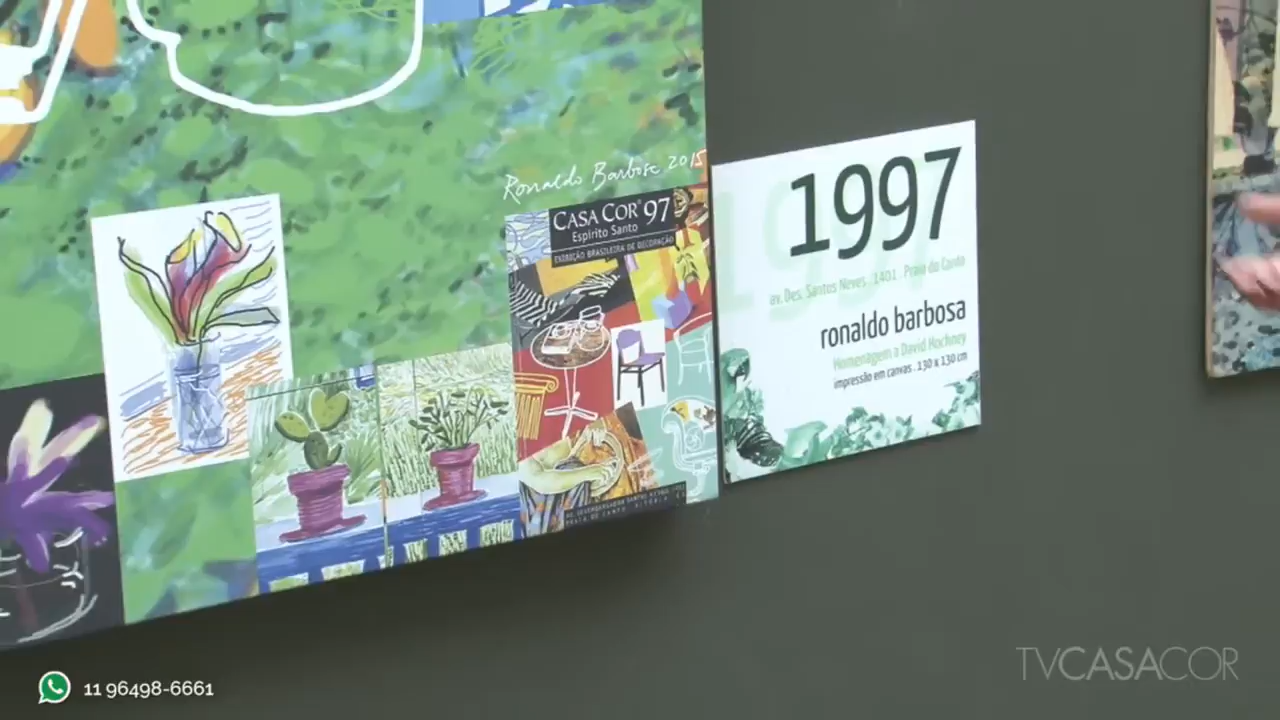 Ronaldo Barbosa 2015
CASA COR® 97
Espírito Santo
EXIBIÇÃO BRASILEIRA DE DECORAÇÃO
1997
av. Des. Santos Neves . 1401 . Praia do Canto
ronaldo barbosa
Homenagem a David Hockney
impressão em canvas . 130 x 130 cm
11 96498-6661
TVCASACOR